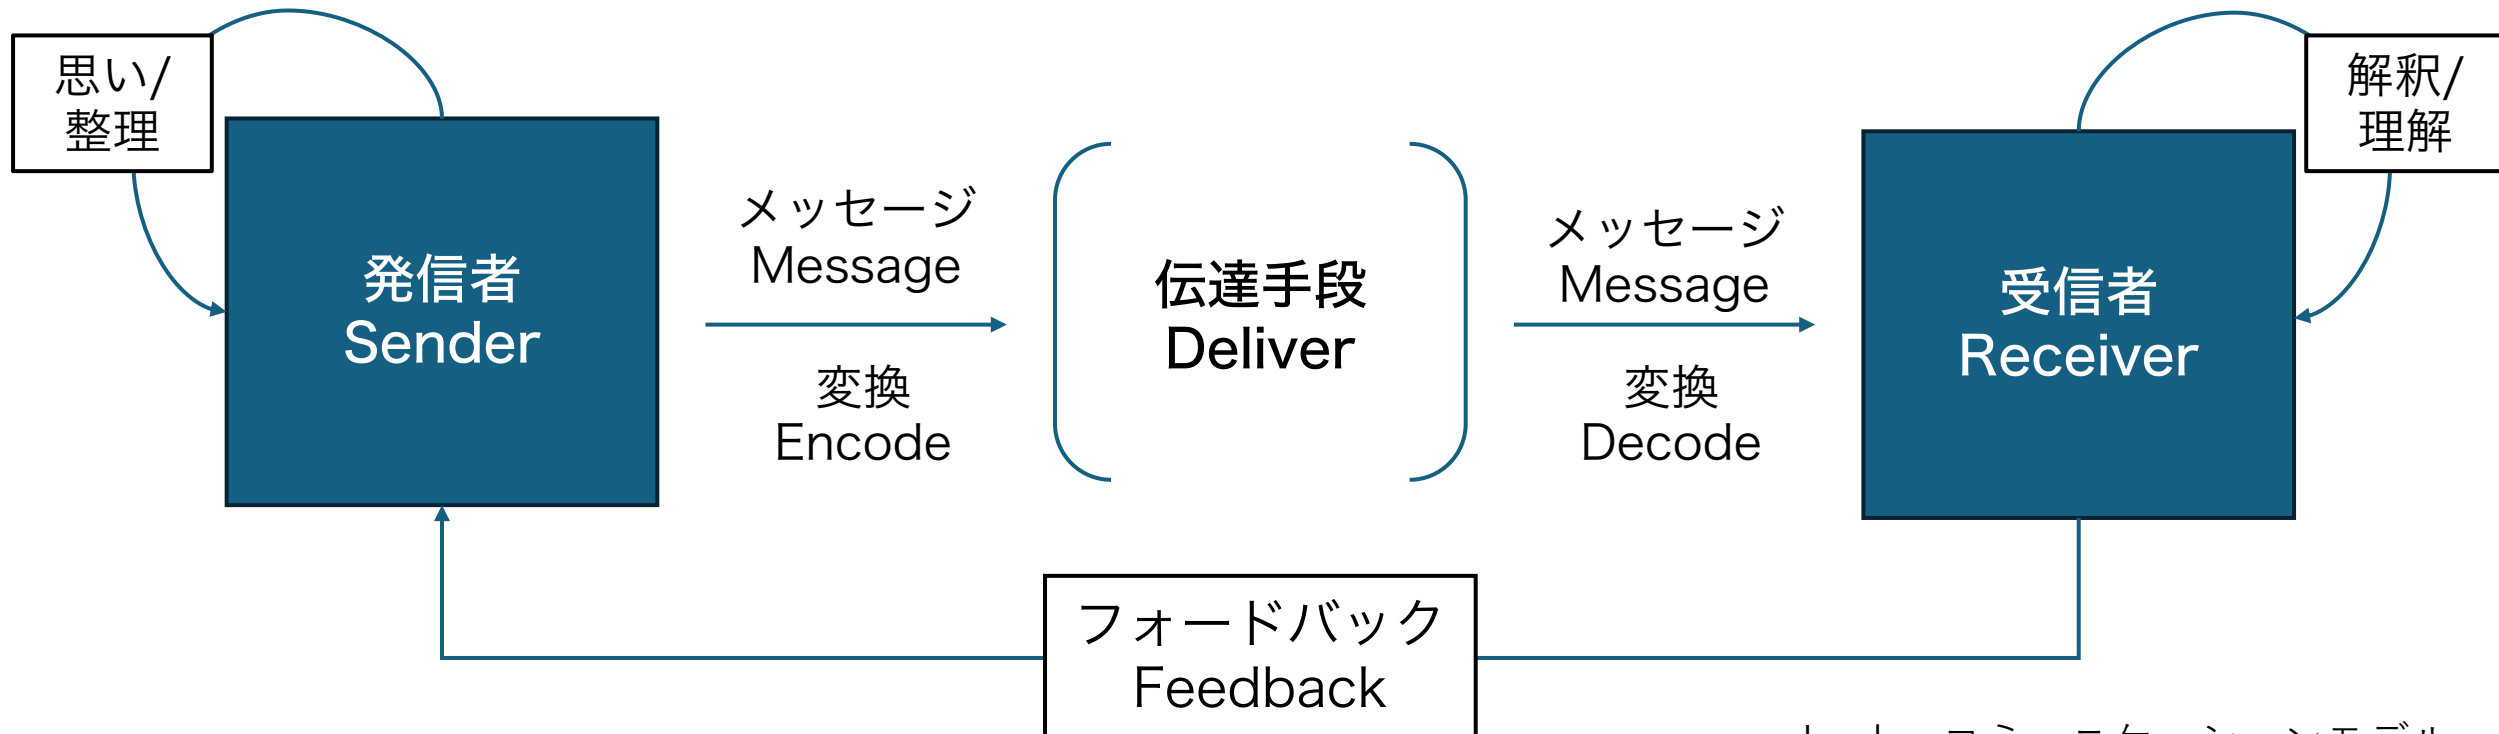 思い/
整理
発信者
Sender
メッセージ
Message
変換
Encode
伝達手段
Deliver
メッセージ
Message
変換
Decode
受信者
Receiver
解釈/
理解
フォードバック
Feedback